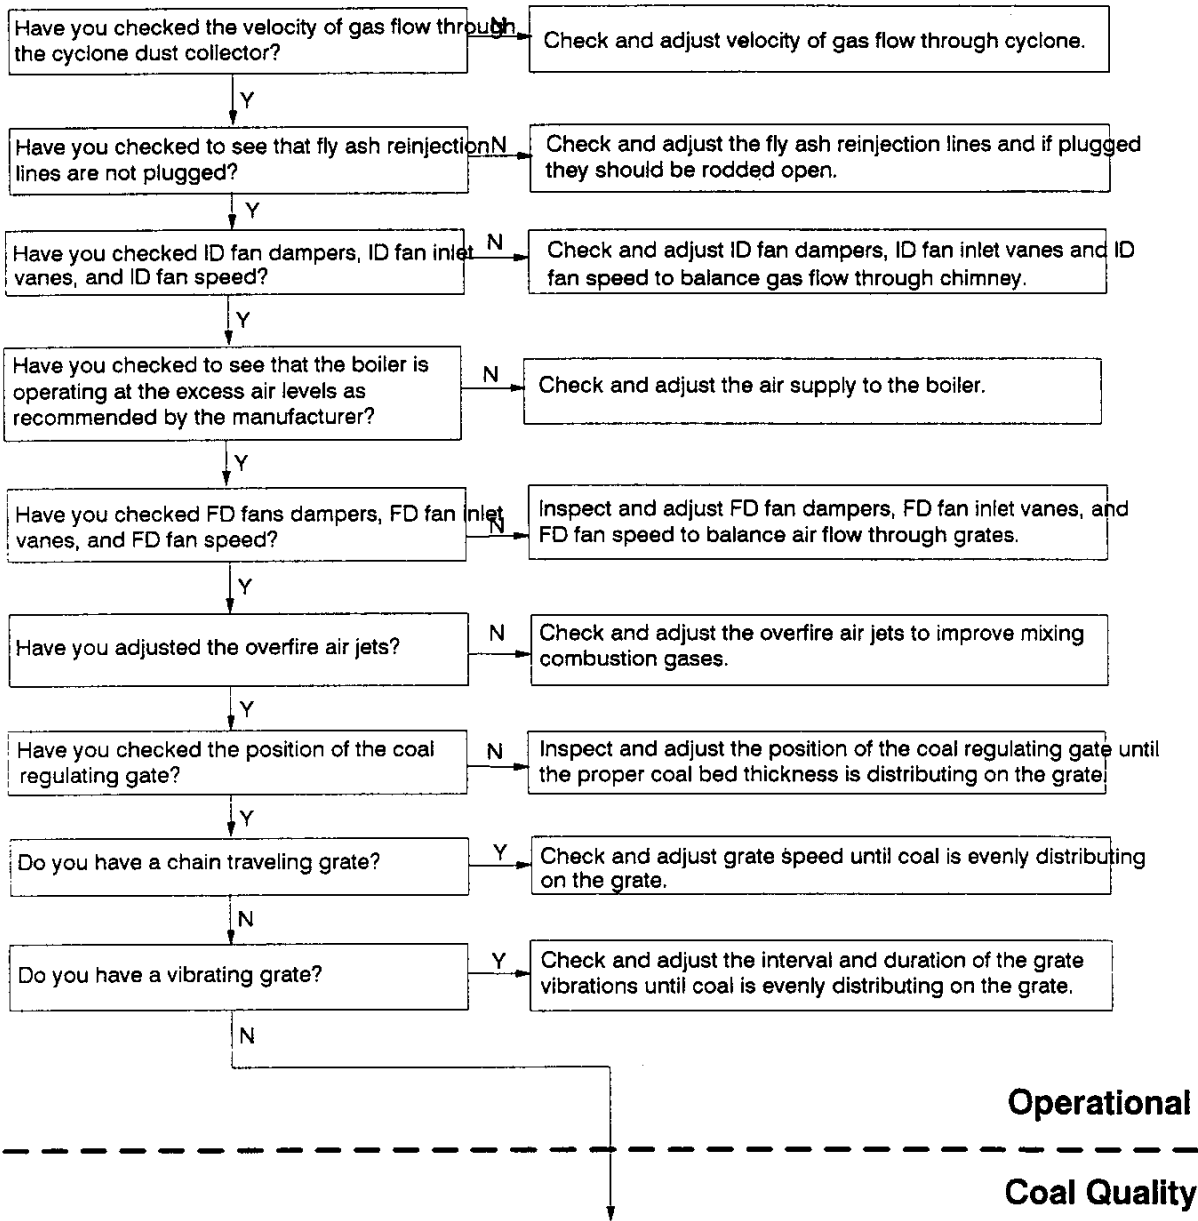 Have you checked the velocity of gas flow through
the cyclone dust collector?
N
Check and adjust velocity of gas flow through cyclone.
Y
Have you checked to see that fly ash reinjection
lines are not plugged?
N
Check and adjust the fly ash reinjection lines and if plugged
they should be rodded open.
Y
Have you checked ID fan dampers, ID fan inlet
vanes, and ID fan speed?
N
Check and adjust ID fan dampers, ID fan inlet vanes and ID
fan speed to balance gas flow through chimney.
Y
Have you checked to see that the boiler is
operating at the excess air levels as
recommended by the manufacturer?
N
Check and adjust the air supply to the boiler.
Y
Have you checked FD fans dampers, FD fan inlet
vanes, and FD fan speed?
N
Inspect and adjust FD fan dampers, FD fan inlet vanes, and
FD fan speed to balance air flow through grates.
Y
Have you adjusted the overfire air jets?
N
Check and adjust the overfire air jets to improve mixing
combustion gases.
Y
Have you checked the position of the coal
regulating gate?
N
Inspect and adjust the position of the coal regulating gate until
the proper coal bed thickness is distributing on the grate.
Y
Do you have a chain traveling grate?
Y
Check and adjust grate speed until coal is evenly distributing
on the grate.
N
Do you have a vibrating grate?
Y
Check and adjust the interval and duration of the grate
vibrations until coal is evenly distributing on the grate.
N
Operational
Coal Quality